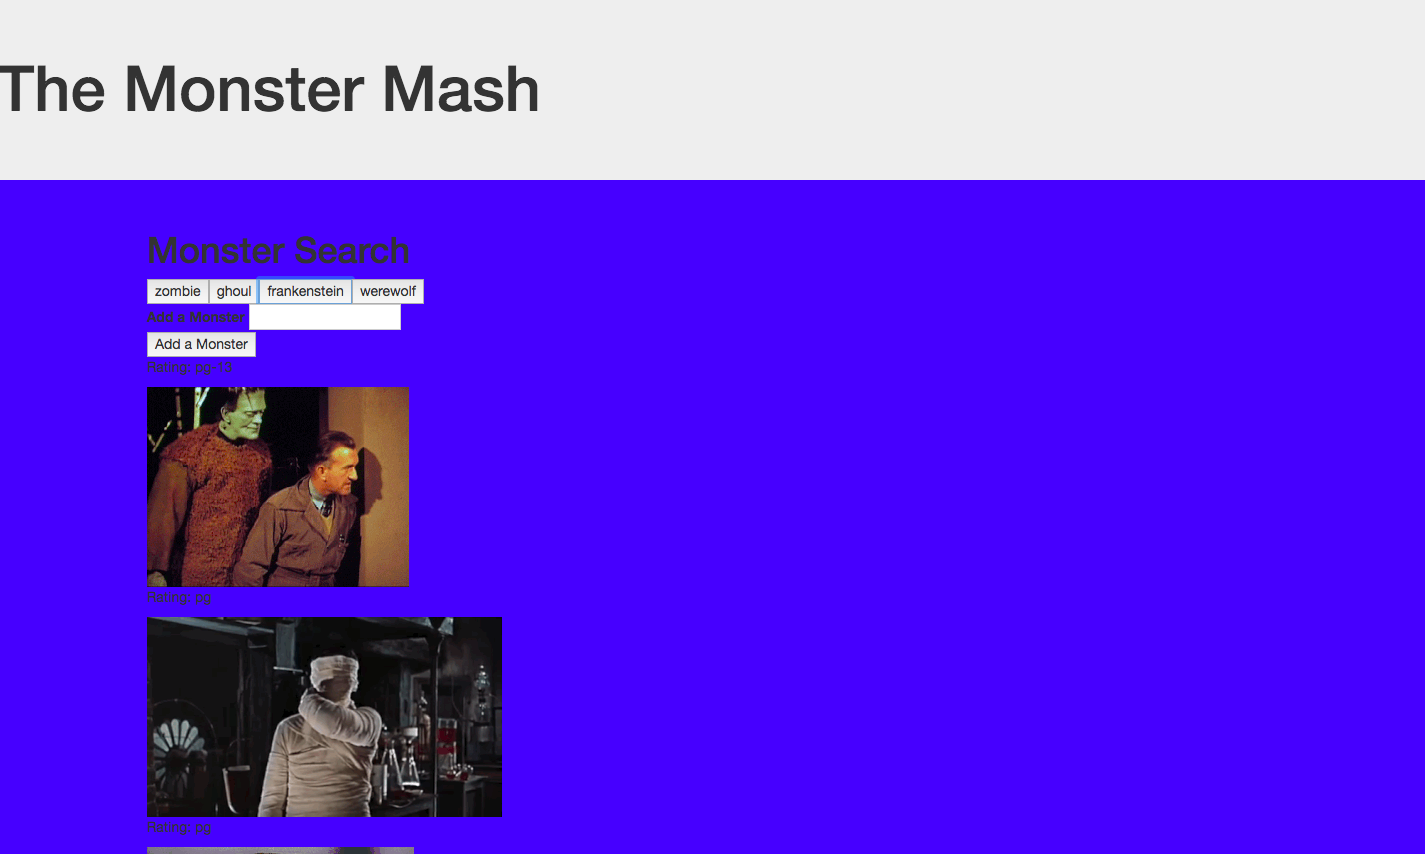 The Monster Mash
Monster Search
zombie ghoul frankenstein werewolf
Add a Monster
Add a Monster
Rating: pg-13
Rating: pg
Rating: pg